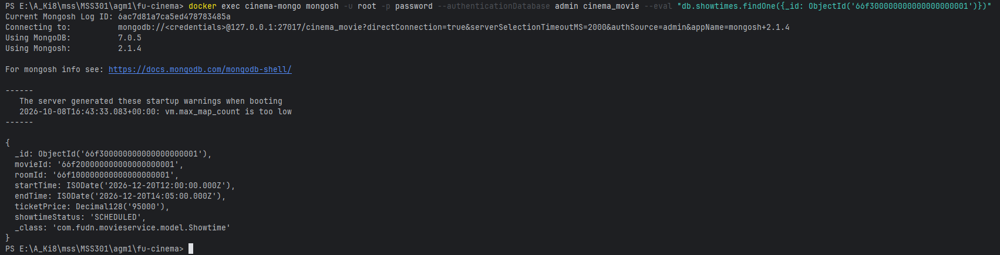 PS E:\A_Ki8\mss\MSS301\agm1\fu-cinema> docker exec cinema-mongo mongosh -u root -p password --authenticationDatabase admin cinema_movie --eval "db.showtimes.findOne({_id: ObjectId('66f300000000000000000001')})"
Current Mongosh Log ID: 6ac7d81a7ca5ed478783485a
Connecting to:          mongodb://<credentials>@127.0.0.1:27017/cinema_movie?directConnection=true&serverSelectionTimeoutMS=2000&authSource=admin&appName=mongosh+2.1.4
Using MongoDB:          7.0.5
Using Mongosh:          2.1.4

For mongosh info see: https://docs.mongodb.com/mongodb-shell/

------
   The server generated these startup warnings when booting
   2026-10-08T16:43:33.083+00:00: vm.max_map_count is too low
------

{
  _id: ObjectId('66f300000000000000000001'),
  movieId: '66f200000000000000000001',
  roomId: '66f100000000000000000001',
  startTime: ISODate('2026-12-20T12:00:00.000Z'),
  endTime: ISODate('2026-12-20T14:05:00.000Z'),
  ticketPrice: Decimal128('95000'),
  showtimeStatus: 'SCHEDULED',
  _class: 'com.fudn.movieservice.model.Showtime'
}
PS E:\A_Ki8\mss\MSS301\agm1\fu-cinema>